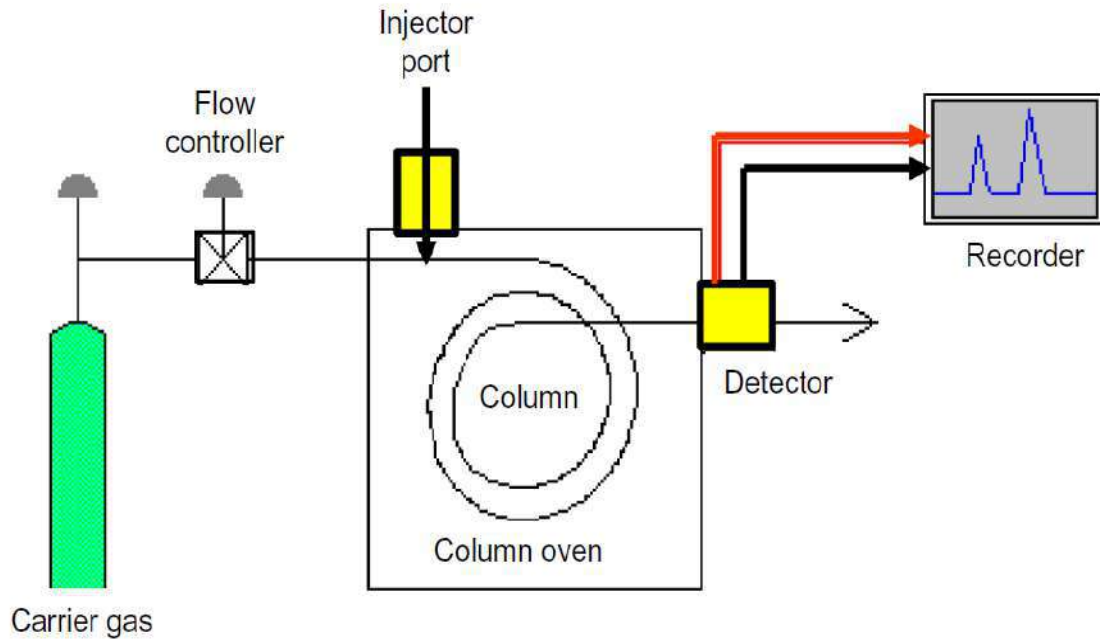 Injector
port
Flow
controller
Recorder
Detector
Column
Column oven
Carrier gas